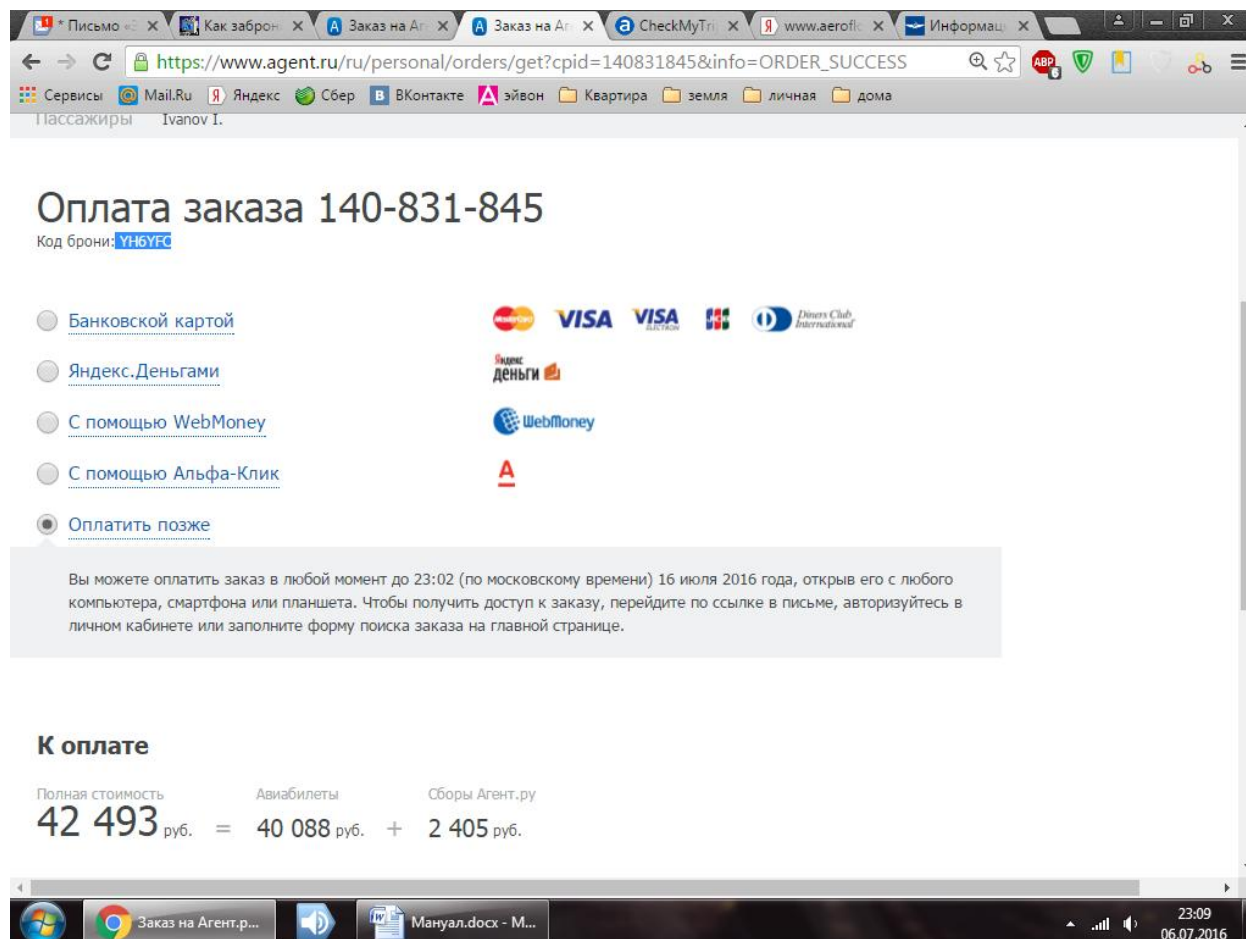 * Письмо «З
Как заброн
Заказ на Аг
Заказ на Аг
CheckMyTri
www.aeroflo
Информаци
https://www.agent.ru/ru/personal/orders/get?cpid=140831845&info=ORDER_SUCCESS
Сервисы Mail.Ru Яндекс Сбер ВКонтакте эйвон Квартира земля личная дома
Пассажиры Ivanov I.
Оплата заказа 140-831-845
Код брони: YH6YFC
Банковской картой
MasterCard VISA VISA ELECTRON JCB Diners Club International
Яндекс.Деньгами
Яндекс деньги
С помощью WebMoney
WebMoney
С помощью Альфа-Клик
А
Оплатить позже
Вы можете оплатить заказ в любой момент до 23:02 (по московскому времени) 16 июля 2016 года, открыв его с любого
компьютера, смартфона или планшета. Чтобы получить доступ к заказу, перейдите по ссылке в письме, авторизуйтесь в
личном кабинете или заполните форму поиска заказа на главной странице.
К оплате
Полная стоимость Авиабилеты Сборы Агент.ру
42 493 руб. = 40 088 руб. + 2 405 руб.
Заказ на Агент.р...
Мануал.docx - M...
23:09
06.07.2016